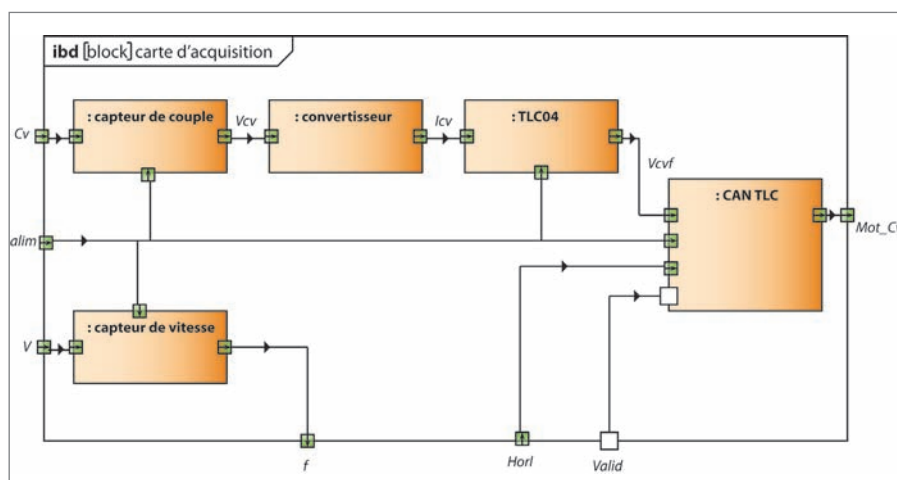 ibd [block] carte d'acquisition
: capteur de couple
Vcv
: convertisseur
Icv
: TLC04
Cv
Vcvf
: CAN TLC
alim
: capteur de vitesse
V
f
Horl
Valid